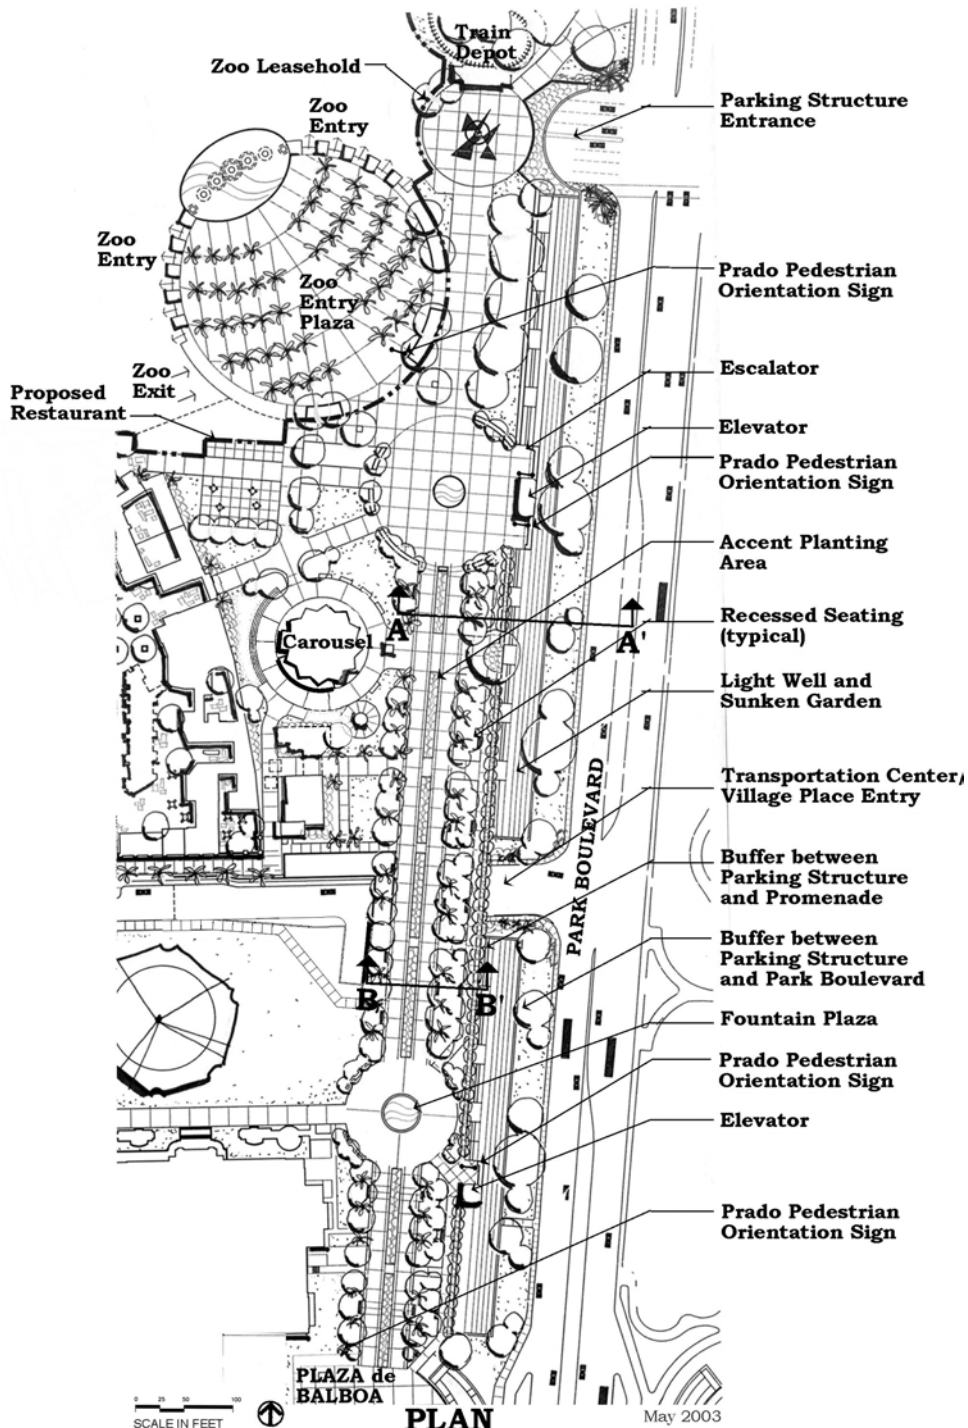 Train
Depot
Zoo Leasehold
Zoo
Entry
Parking Structure
Entrance
Zoo
Entry
Prado Pedestrian
Orientation Sign
Zoo
Entry
Plaza
Zoo
Exit
Escalator
Proposed
Restaurant
Elevator
Prado Pedestrian
Orientation Sign
Accent Planting
Area
A
A'
Recessed Seating
(typical)
Carousel
Light Well and
Sunken Garden
PARK BOULEVARD
Transportation Center/
Village Place Entry
Buffer between
Parking Structure
and Promenade
Buffer between
Parking Structure
and Park Boulevard
B
B'
Fountain Plaza
Prado Pedestrian
Orientation Sign
Elevator
Prado Pedestrian
Orientation Sign
PLAZA de
BALBOA
0 25 50 100
SCALE IN FEET
PLAN
May 2003